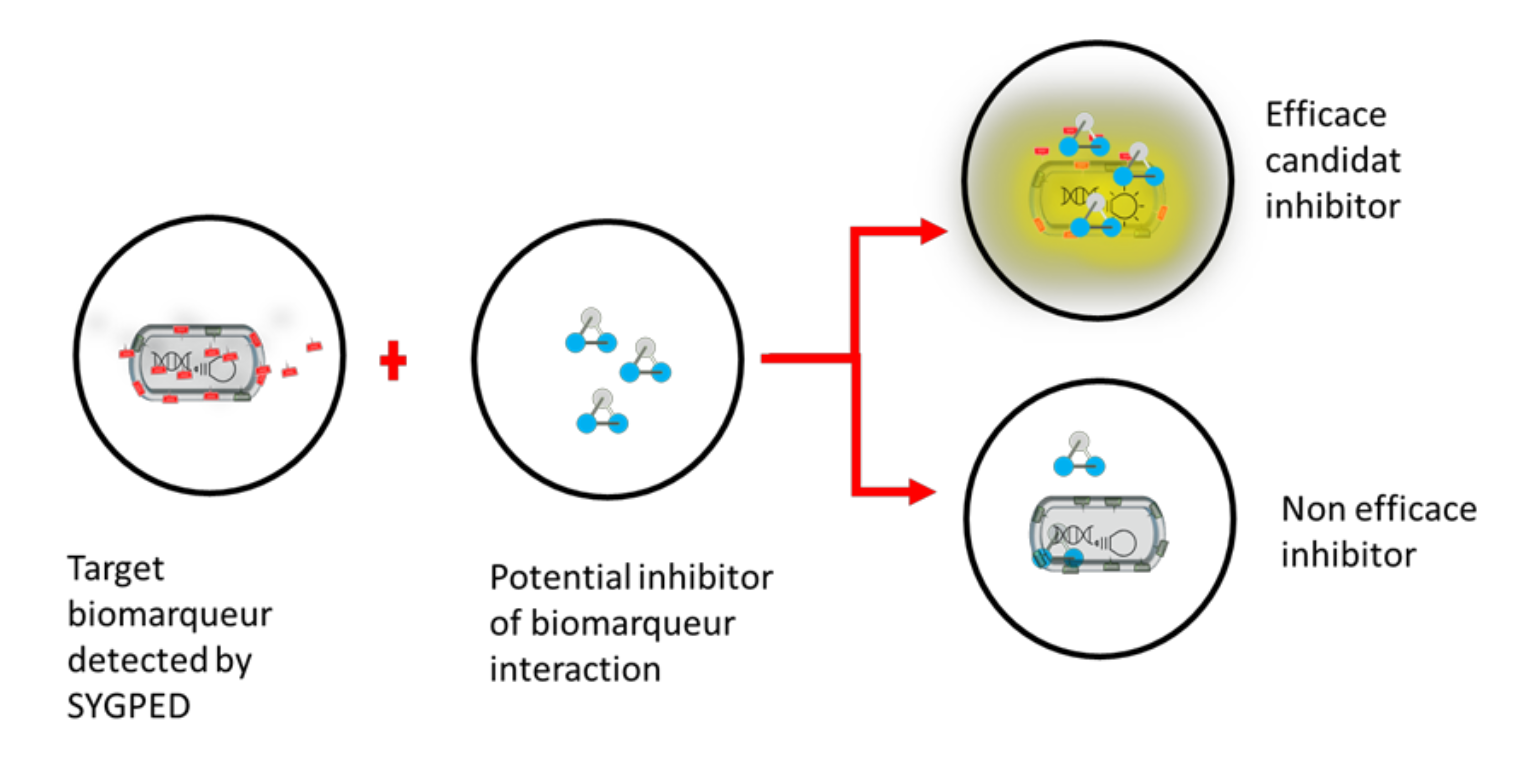 Target
biomarqueur
detected by
SYGPED
Potential inhibitor
of biomarqueur
interaction
Efficace
candidat
inhibitor
Non efficace
inhibitor